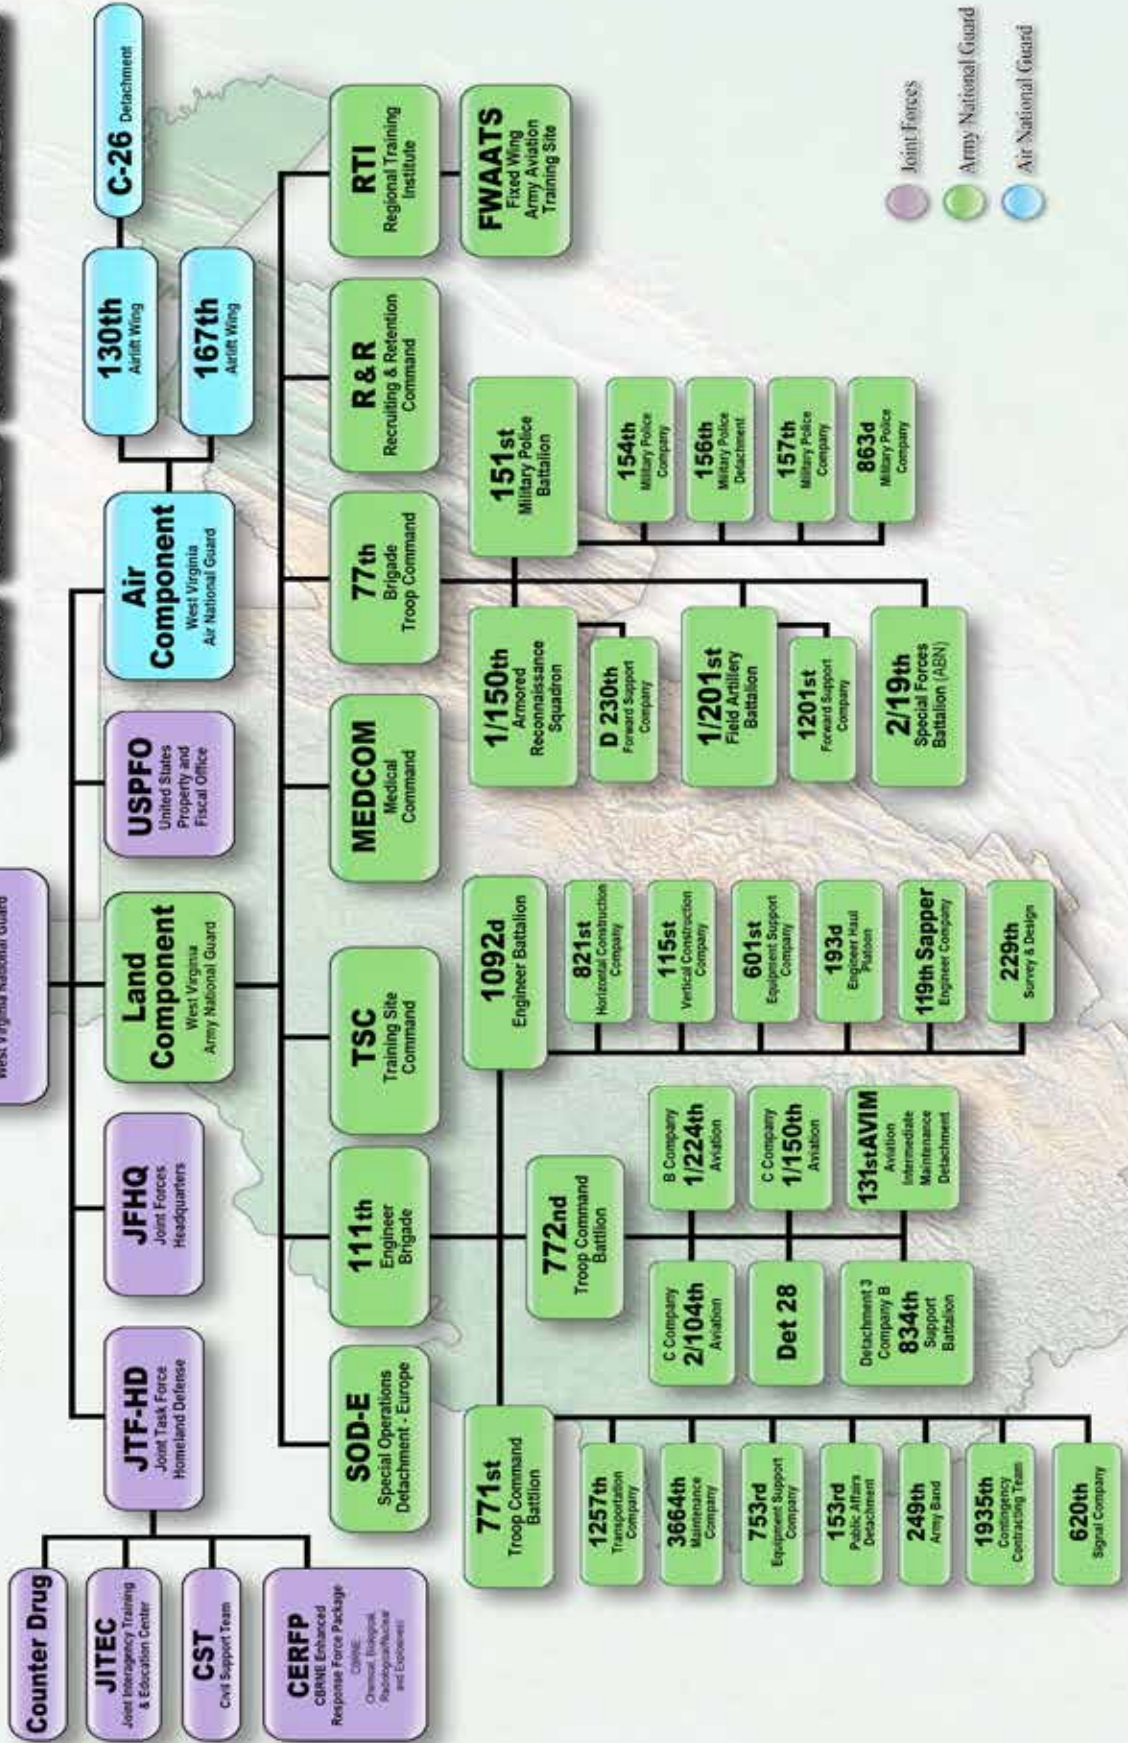 West Virginia National Guard
JTF-HD
Joint Task Force
Homeland Defense
JFHQ
Joint Forces
Headquarters
Land
Component
West Virginia
Army National Guard
USPFO
United States
Property and
Fiscal Office
Air
Component
West Virginia
Air National Guard
130th
Airlift Wing
167th
Airlift Wing
C-26 Detachment
Counter Drug
JITEC
Joint Interagency Training
& Education Center
CST
Civil Support Team
CERFP
CBRNE Enhanced
Response Force Package
CBRNE:
Chemical, Biological,
Radiological/Nuclear
and Explosives)
SOD-E
Special Operations
Detachment - Europe
111th
Engineer
Brigade
TSC
Training Site
Command
MEDCOM
Medical
Command
77th
Brigade
Troop Command
R & R
Recruiting & Retention
Command
RTI
Regional Training
Institute
FWAATS
Fixed Wing
Army Aviation
Training Site
771st
Troop Command
Battlion
1257th
Transportation
Company
3664th
Maintenance
Company
753rd
Equipment Support
Company
153rd
Public Affairs
Detachment
249th
Army Band
1935th
Contingency
Contracting Team
620th
Signal Company
772nd
Troop Command
Battlion
C Company
2/104th
Aviation
B Company
1/224th
Aviation
Det 28
C Company
1/150th
Aviation
Detachment 3
Company B
834th
Support
Battalion
131stAVIM
Aviation
Intermediate
Maintenance
Detachment
1092d
Engineer Battalion
821st
Horizontal Construction
Company
115st
Vertical Construction
Company
601st
Equipment Support
Company
193d
Engineer Haul
Platoon
119th Sapper
Engineer Company
229th
Survey & Design
1/150th
Armored
Reconnaissance
Squadron
D 230th
Forward Support
Company
1/201st
Field Artillery
Battalion
1201st
Forward Support
Company
2/19th
Special Forces
Battalion (ABN)
151st
Military Police
Battalion
154th
Military Police
Company
156th
Military Police
Detachment
157th
Military Police
Company
863d
Military Police
Company
Joint Forces
Army National Guard
Air National Guard